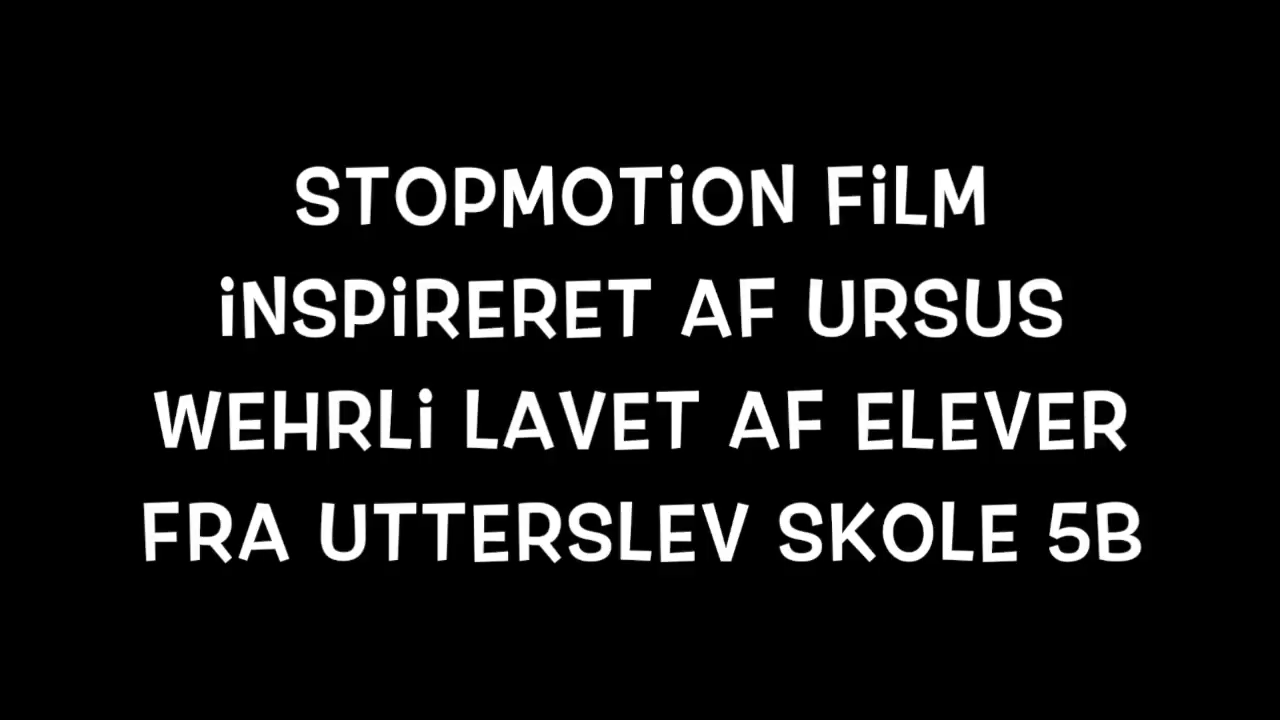 STOPMOTiON FiLM
iNSPiRERET AF URSUS
WEHRLi LAVET AF ELEVER
FRA UTTERSLEV SKOLE 5B